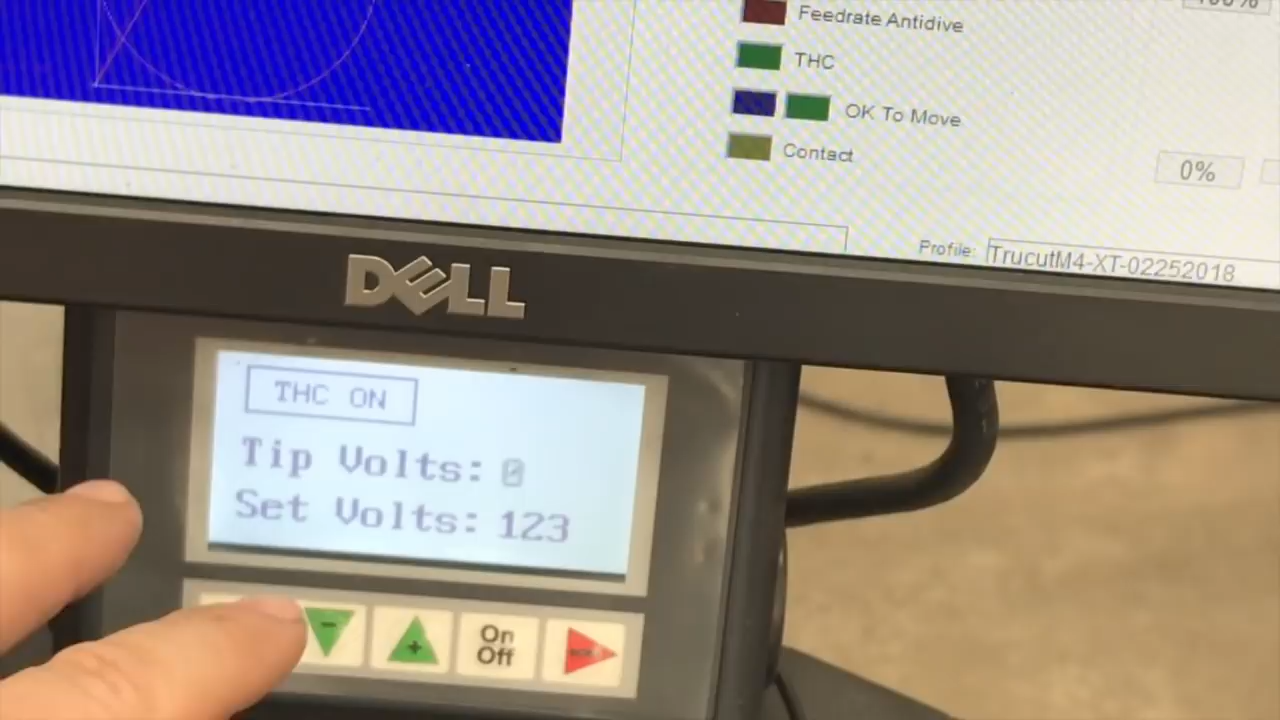 Feedrate Antidive
THC
OK To Move
Contact
0%
Profile: TrucutM4-XT-02252018
DELL
THC ON
Tip Volts: 0
Set Volts: 123
- + On Off